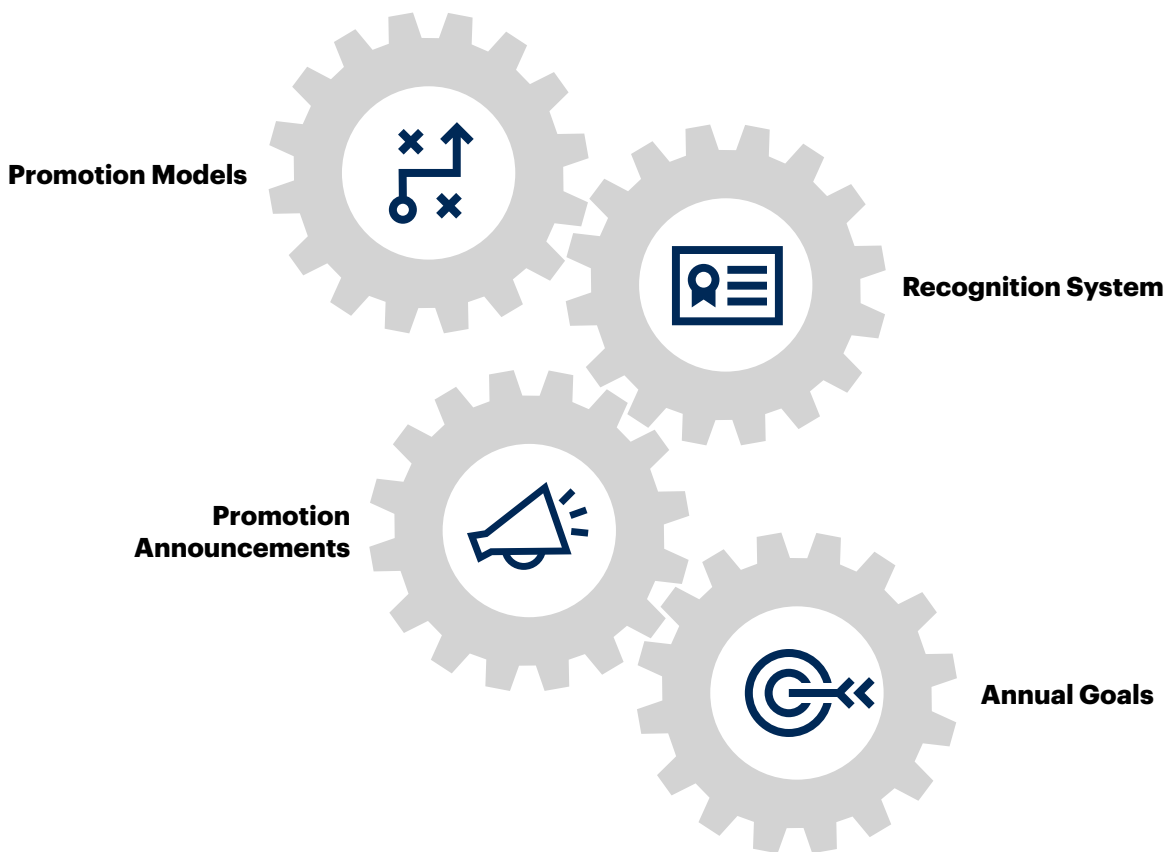 Promotion Models
Recognition System
Promotion
Announcements
Annual Goals